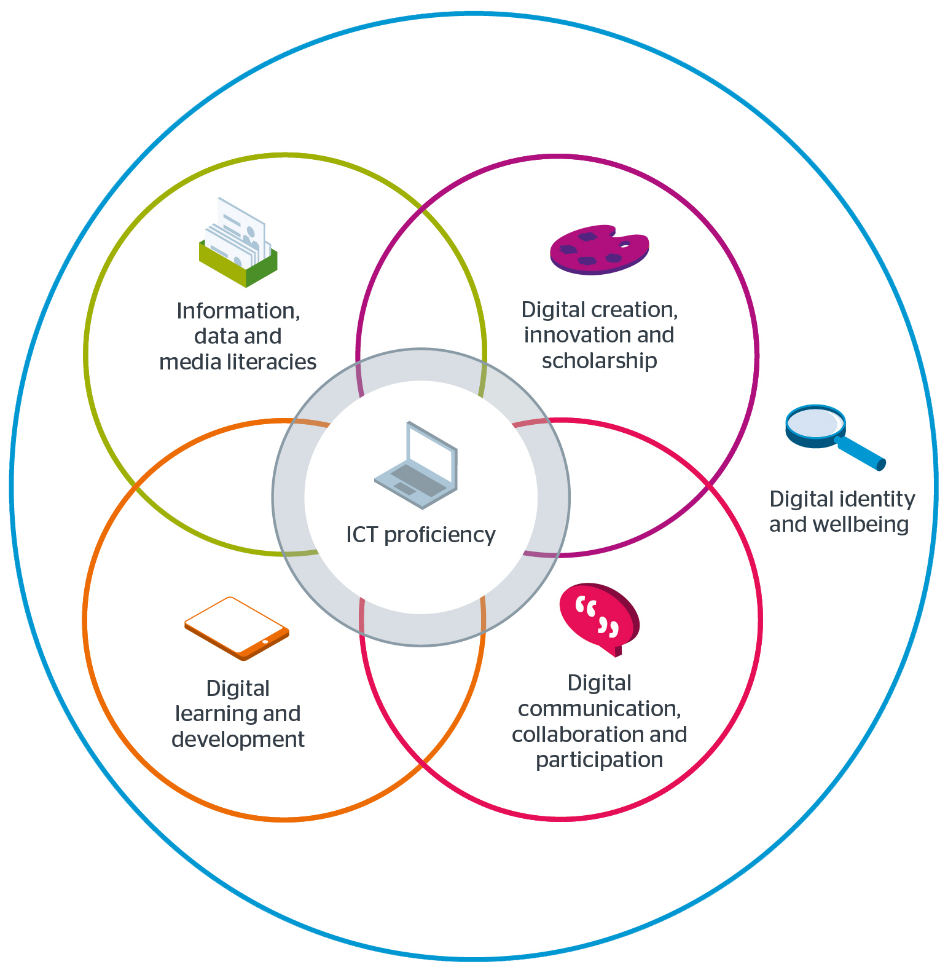 Information,
data and
media literacies
Digital creation,
innovation and
scholarship
Digital identity
and wellbeing
ICT proficiency
Digital
learning and
development
Digital
communication,
collaboration and
participation